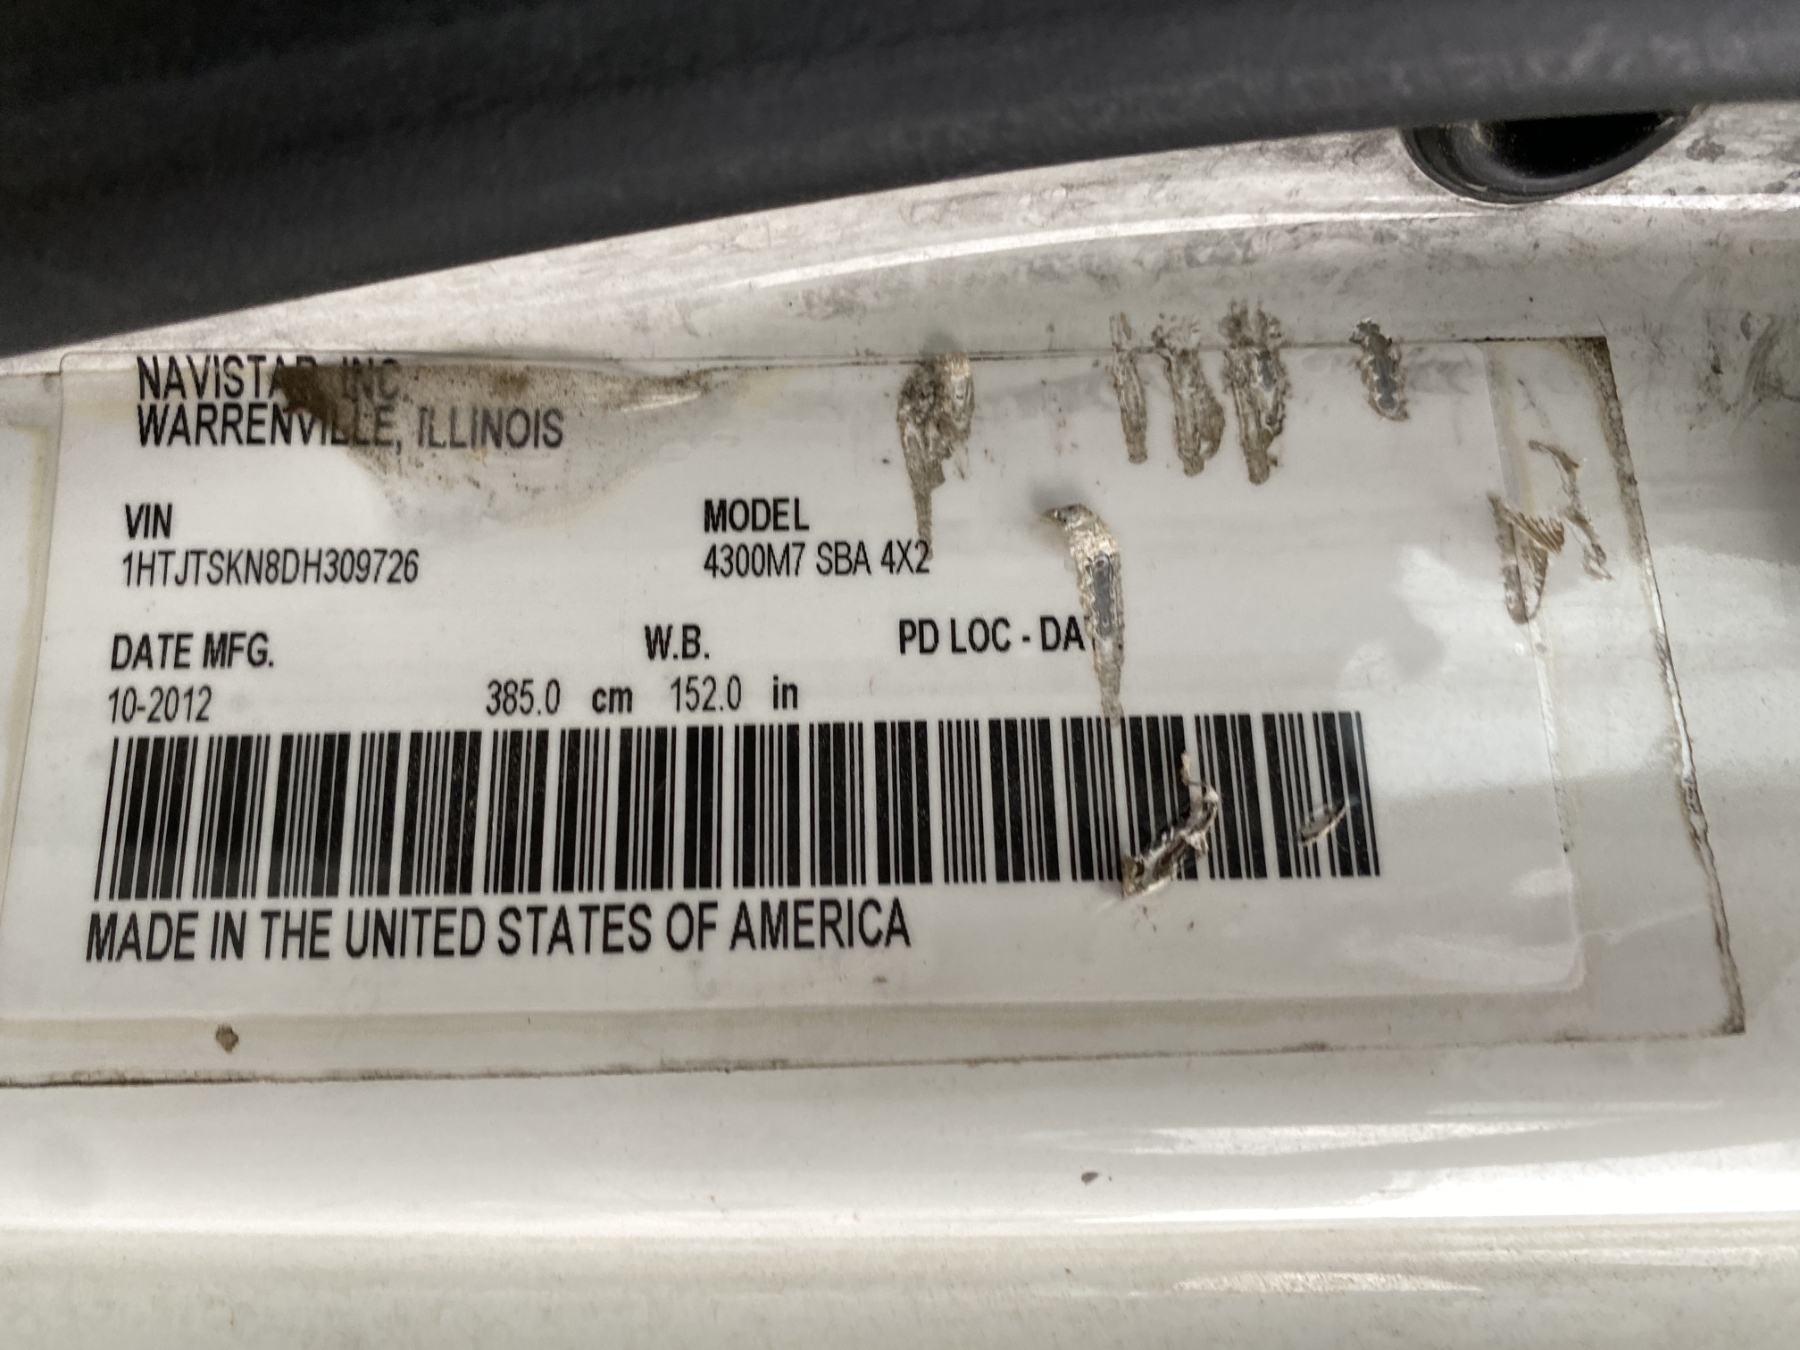 NAVISTAR, INC
WARRENVILLE, ILLINOIS
VIN MODEL
1HTJTSKN8DH309726 4300M7 SBA 4X2
DATE MFG. W.B. PD LOC -
10-2012 385.0 cm 152.0 in
MADE IN THE UNITED STATES OF AMERICA